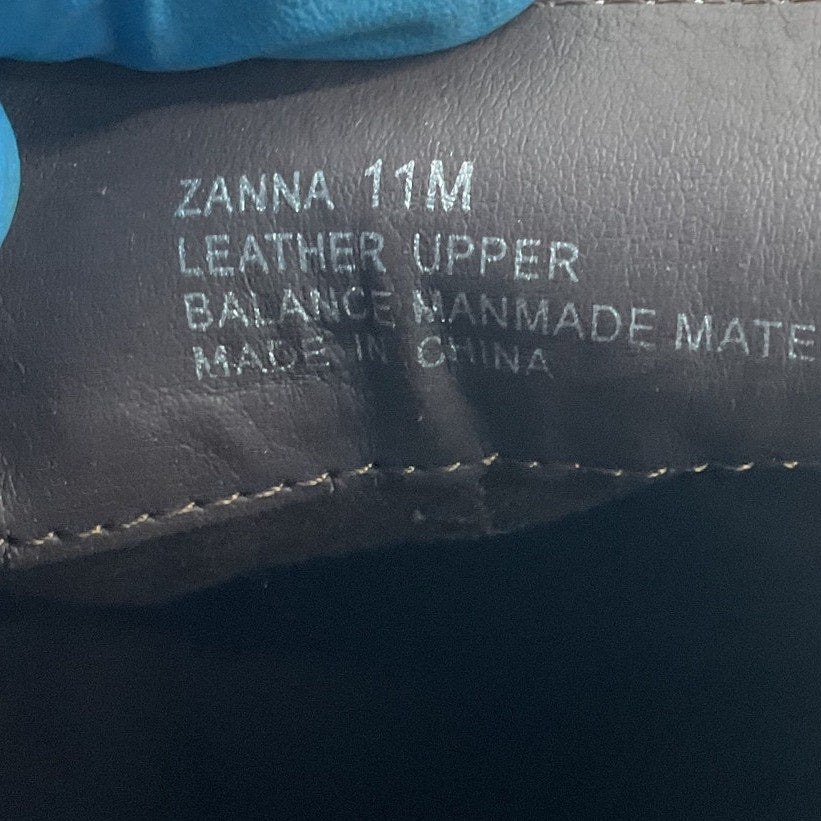 ZANNA 11M
LEATHER UPPER
BALANCE MANMADE MATE
MADE IN CHINA